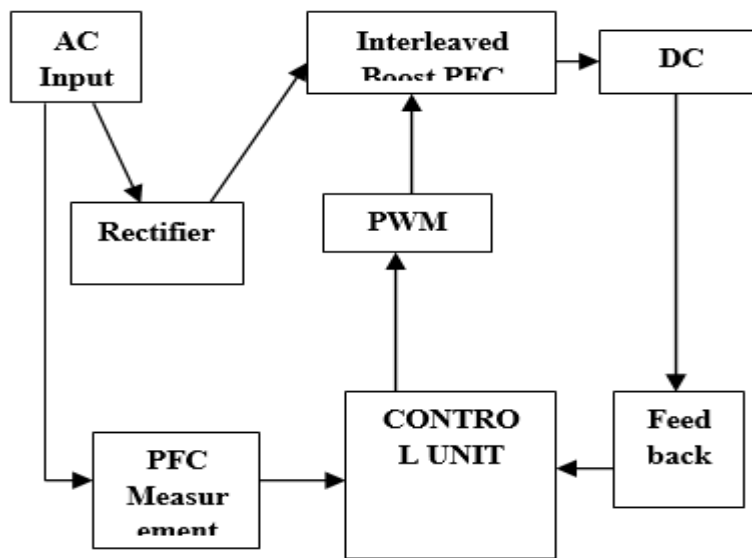 AC
Input
Interleaved
Boost PFC
DC
Rectifier
PWM
CONTRO
L UNIT
Feed
back
PFC
Measur
ement